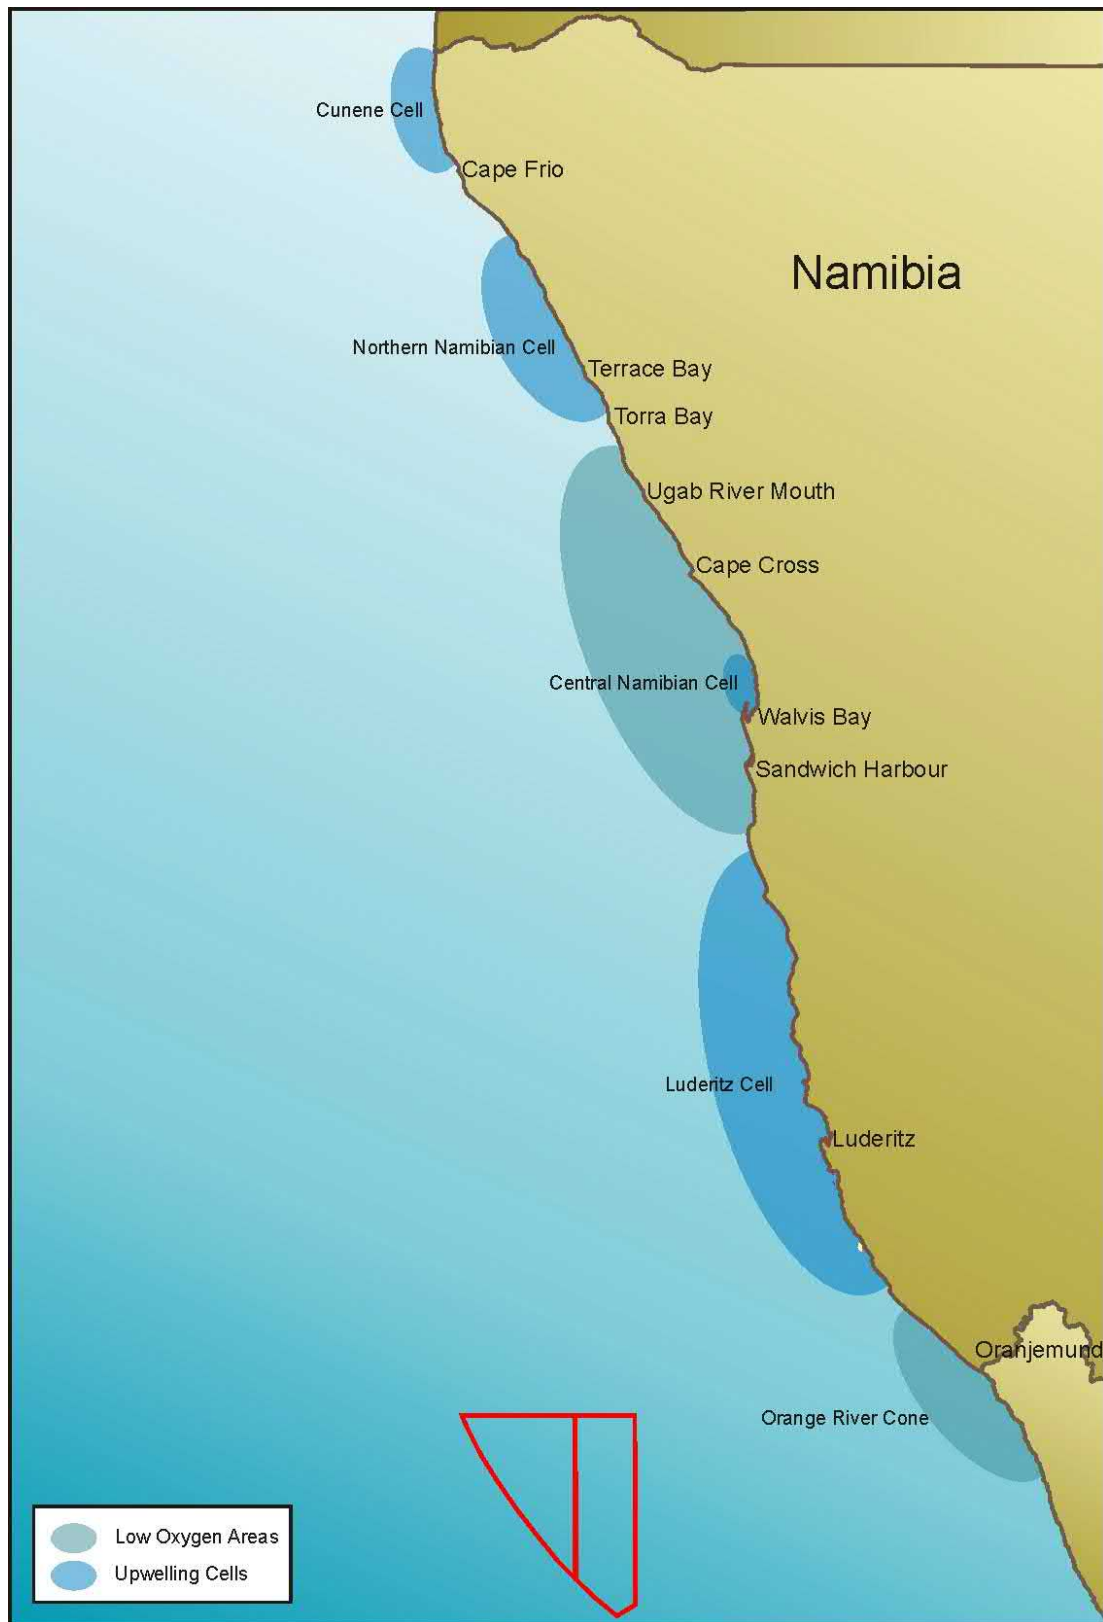 Cunene Cell
Cape Frio
Namibia
Northern Namibian Cell
Terrace Bay
Torra Bay
Ugab River Mouth
Cape Cross
Central Namibian Cell
Walvis Bay
Sandwich Harbour
Luderitz Cell
Luderitz
Oranjemund
Orange River Cone
Low Oxygen Areas
Upwelling Cells